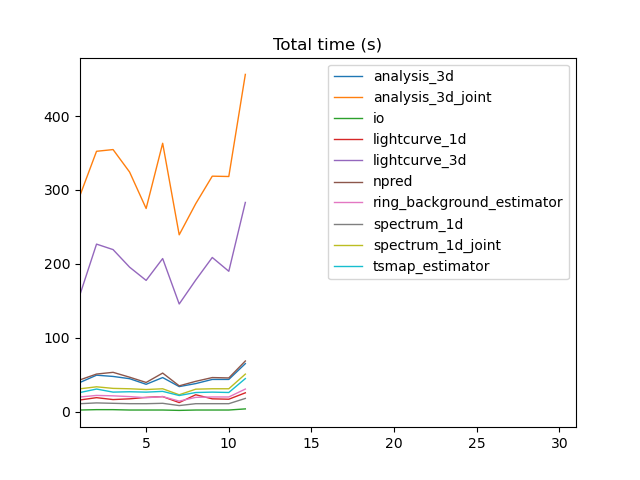 Total time (s)
400
300
200
100
0
5 10 15 20 25 30
analysis_3d
analysis_3d_joint
io
lightcurve_1d
lightcurve_3d
npred
ring_background_estimator
spectrum_1d
spectrum_1d_joint
tsmap_estimator